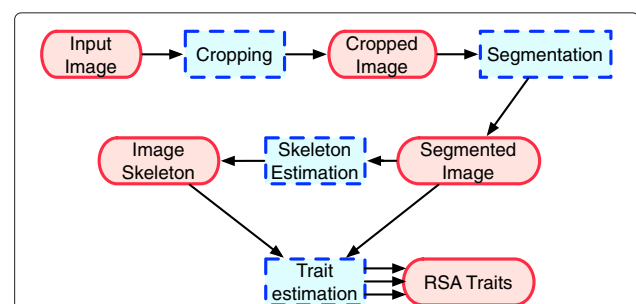 Input
Image
Cropping
Cropped
Image
Segmentation
Image
Skeleton
Skeleton
Estimation
Segmented
Image
Trait
estimation
RSA Traits